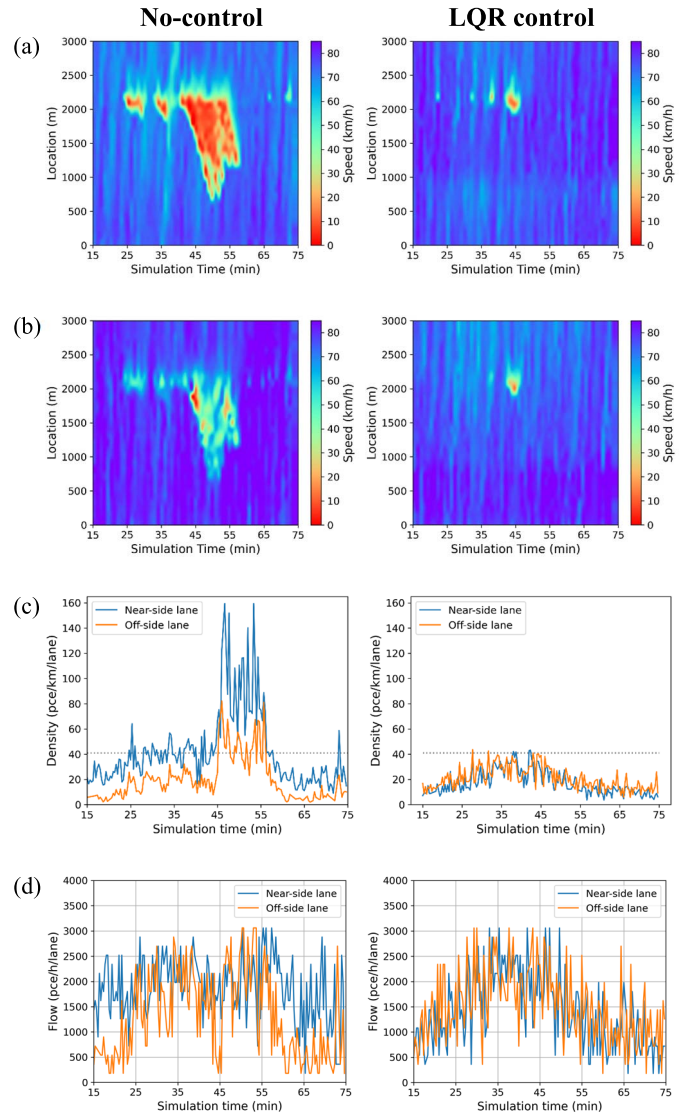 No-control LQR control
(a)
3000
2500
2000
1500
1000
500
0
Location (m)
15 25 35 45 55 65 75
Simulation Time (min)
80
70
60
50
40
30
20
10
0
Speed (km/h)
3000
2500
2000
1500
1000
500
0
Location (m)
15 25 35 45 55 65 75
Simulation Time (min)
80
70
60
50
40
30
20
10
0
Speed (km/h)
(b)
3000
2500
2000
1500
1000
500
0
Location (m)
15 25 35 45 55 65 75
Simulation Time (min)
80
70
60
50
40
30
20
10
0
Speed (km/h)
3000
2500
2000
1500
1000
500
0
Location (m)
15 25 35 45 55 65 75
Simulation Time (min)
80
70
60
50
40
30
20
10
0
Speed (km/h)
(c)
160
140
120
100
80
60
40
20
0
Density (pce/km/lane)
Near-side lane
Off-side lane
15 25 35 45 55 65 75
Simulation time (min)
160
140
120
100
80
60
40
20
0
Density (pce/km/lane)
Near-side lane
Off-side lane
15 25 35 45 55 65 75
Simulation time (min)
(d)
4000
3500
3000
2500
2000
1500
1000
500
0
Flow (pce/h/lane)
Near-side lane
Off-side lane
15 25 35 45 55 65 75
Simulation time (min)
4000
3500
3000
2500
2000
1500
1000
500
0
Flow (pce/h/lane)
Near-side lane
Off-side lane
15 25 35 45 55 65 75
Simulation time (min)